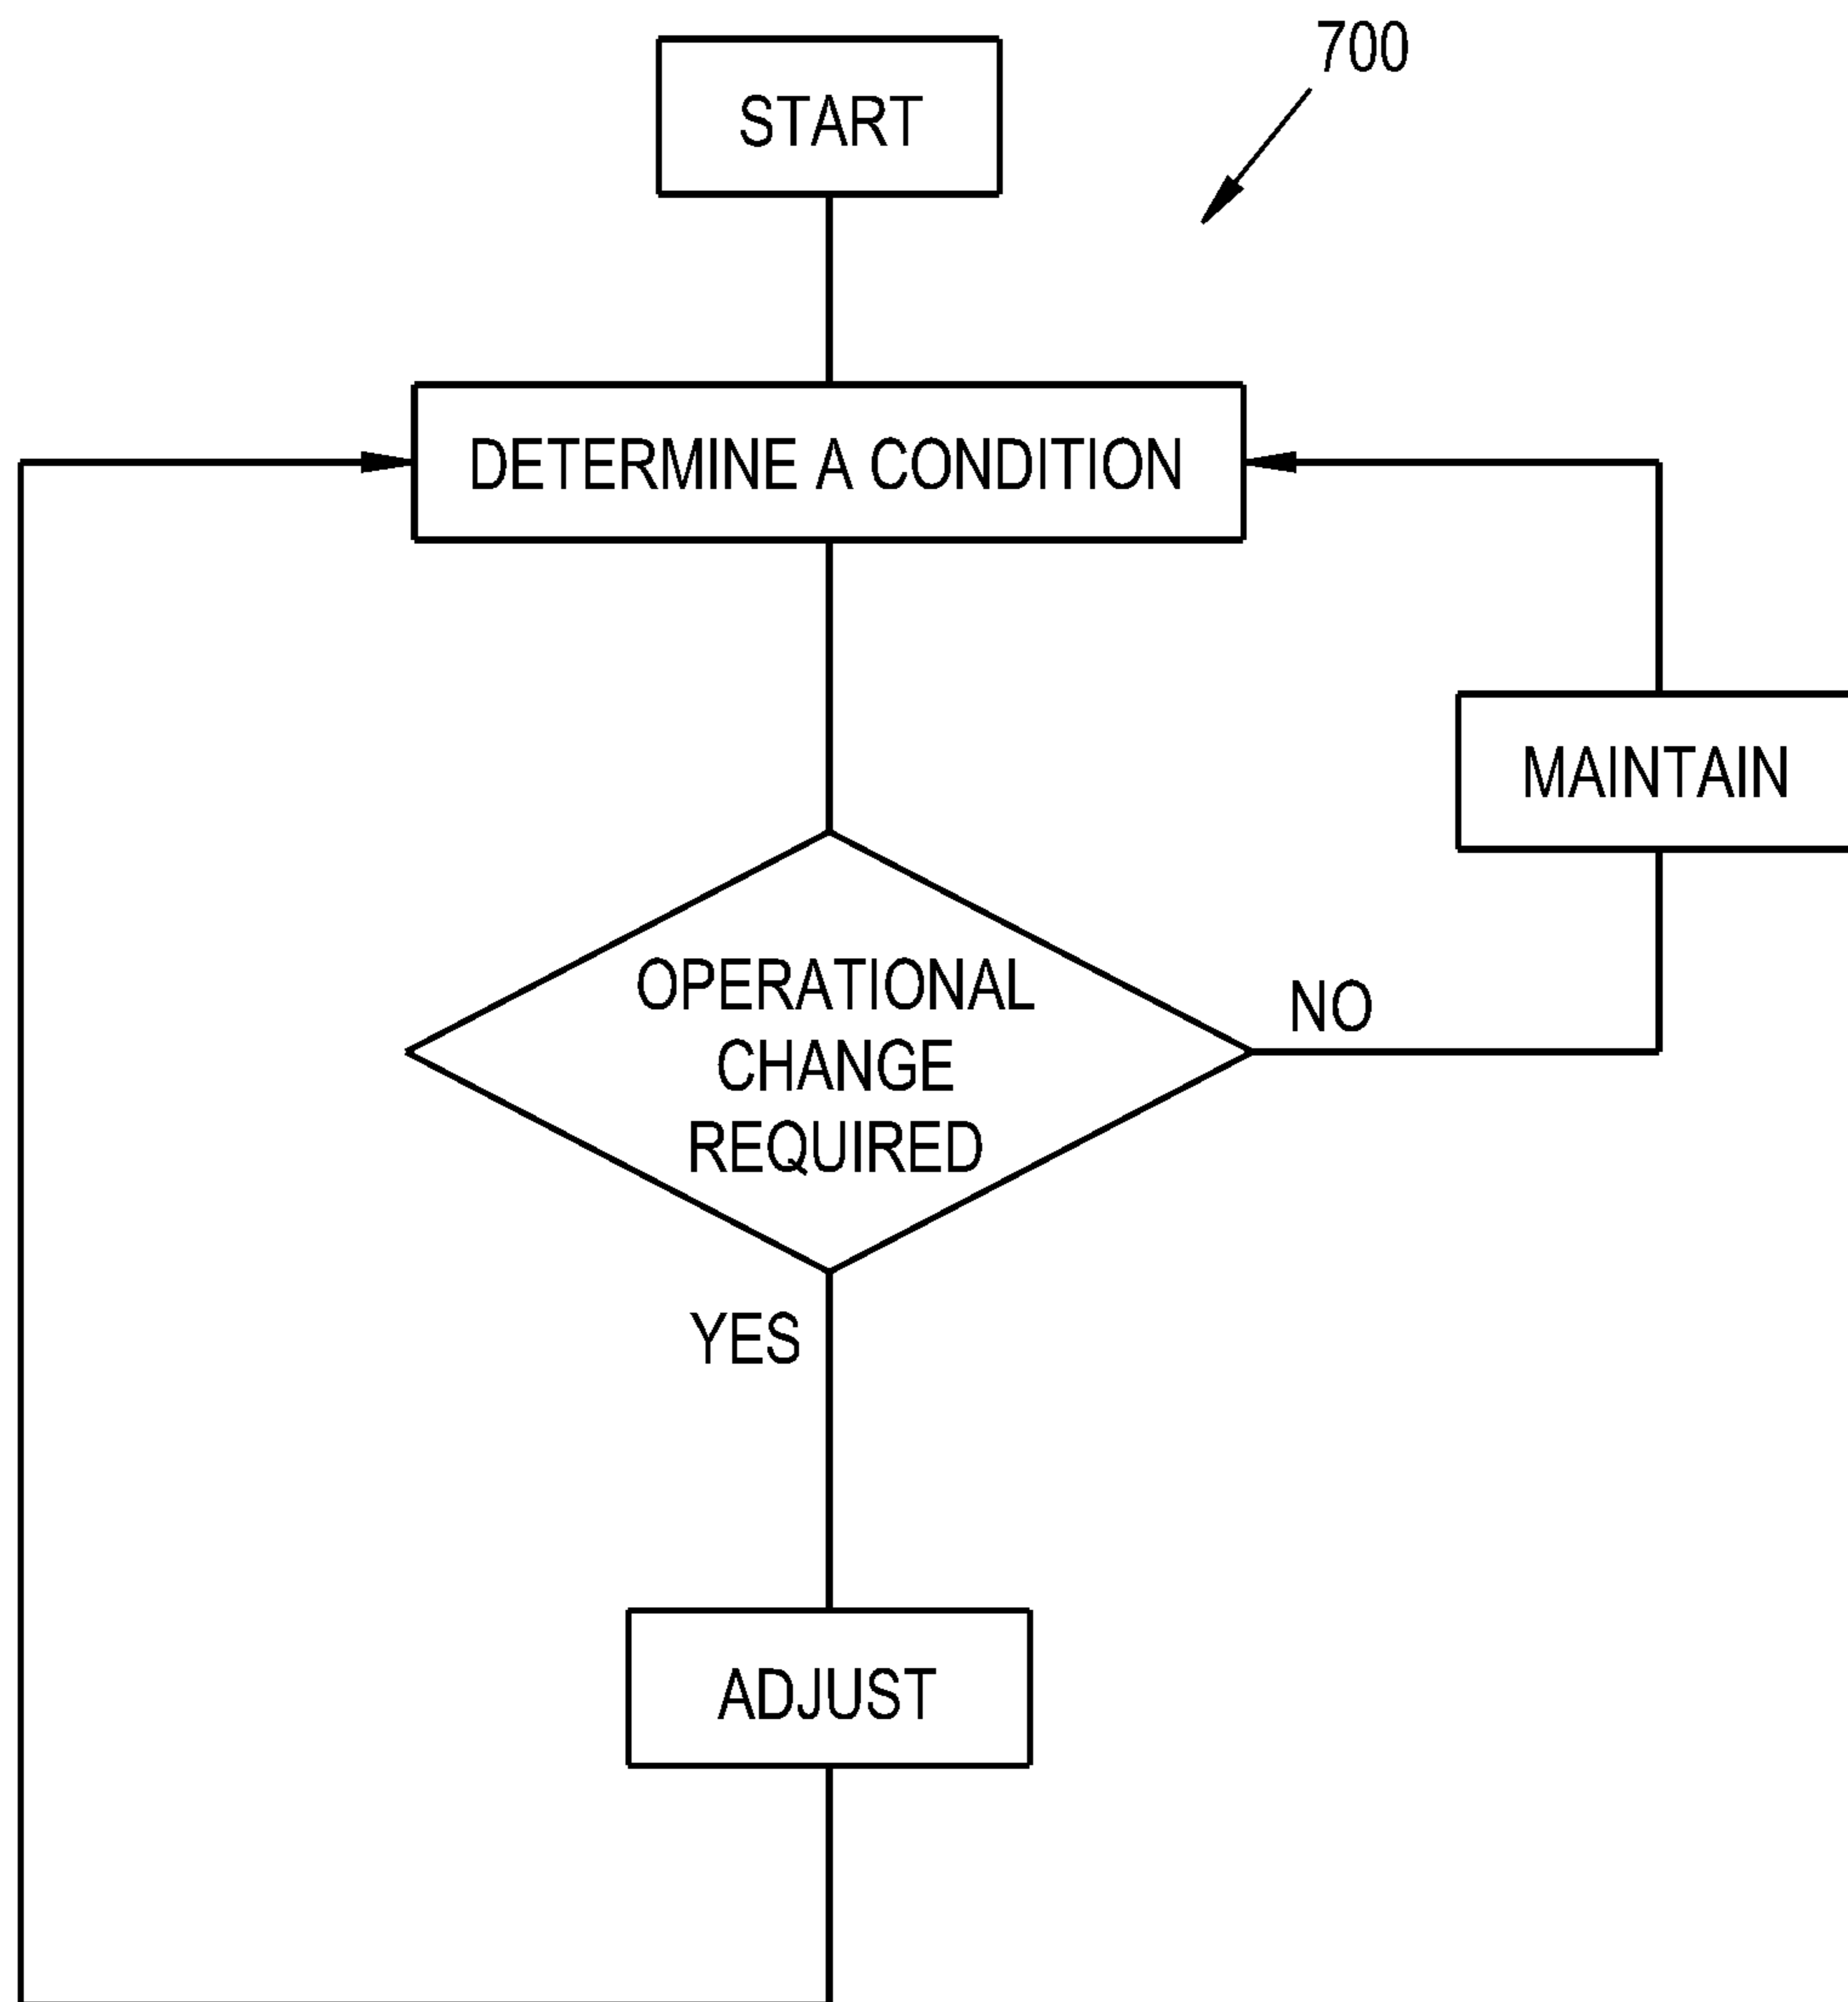 700
START
DETERMINE A CONDITION
MAINTAIN
OPERATIONAL
CHANGE
REQUIRED
NO
YES
ADJUST